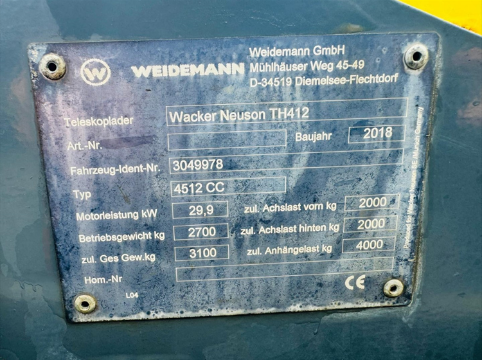 WEIDEMANN
Weidemann GmbH
Mühlhäuser Weg 45-49
D-34519 Diemelsee-Flechtdorf
Teleskoplader Wacker Neuson TH412
Art.-Nr. Baujahr 2018
Fahrzeug-Ident-Nr. 3049978
Typ 4512 CC
Motorleistung kW 29,9 zul. Achslast vorn kg 2000
Betriebsgewicht kg 2700 zul. Achslast hinten kg 2000
zul. Ges Gew.kg 3100 zul. Anhängelast kg 4000
Hom.-Nr
L04 CE